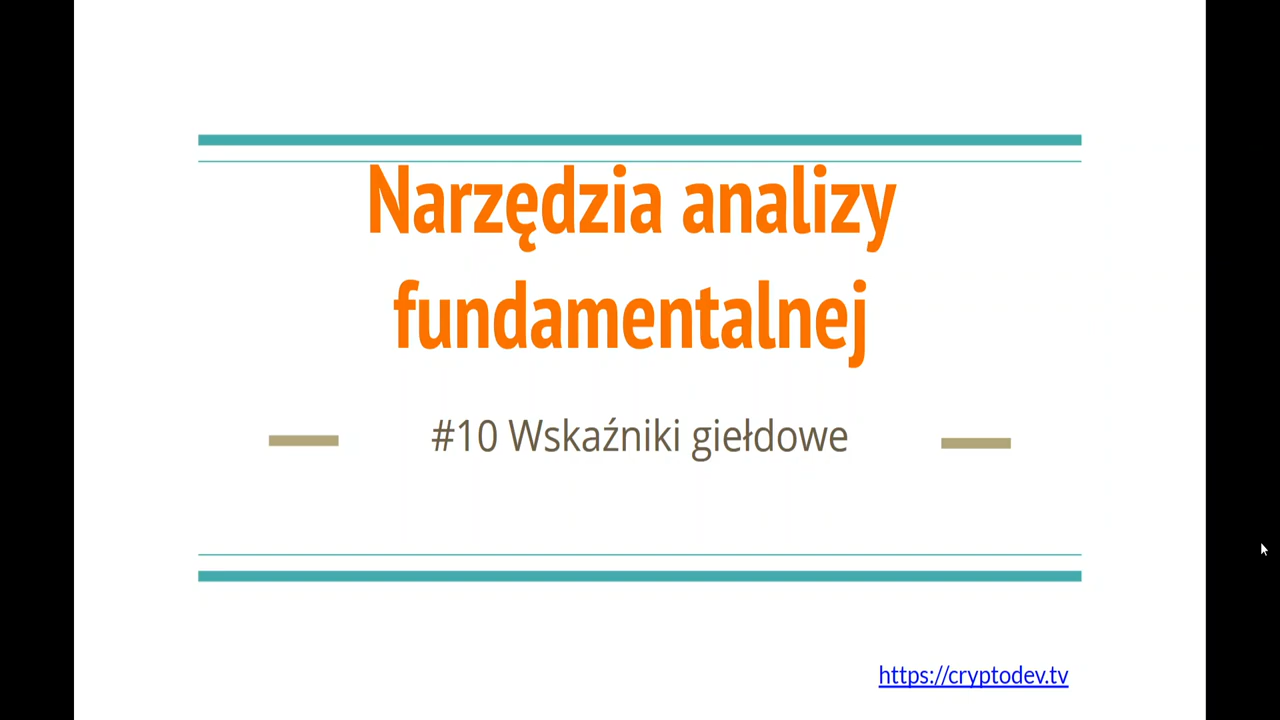 Narzędzia analizy
fundamentalnej
#10 Wskaźniki giełdowe
https://cryptodev.tv